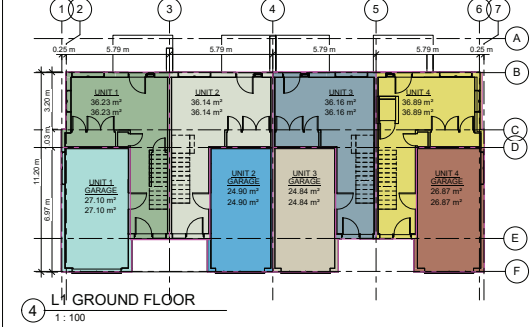 1 2 3 4 5 6 7
0.25 m 5.79 m 5.79 m 5.79 m 5.79 m 0.25 m
A
B
C
D
E
F
3.20 m
1.03 m
11.20 m
6.97 m
UNIT 1
36.23 m²
36.23 m²
UNIT 2
36.14 m²
36.14 m²
UNIT 3
36.16 m²
36.16 m²
UNIT 4
36.89 m²
36.89 m²
UNIT 1
GARAGE
27.10 m²
27.10 m²
UNIT 2
GARAGE
24.90 m²
24.90 m²
UNIT 3
GARAGE
24.84 m²
24.84 m²
UNIT 4
GARAGE
26.87 m²
26.87 m²
4 L1 GROUND FLOOR
1 : 100